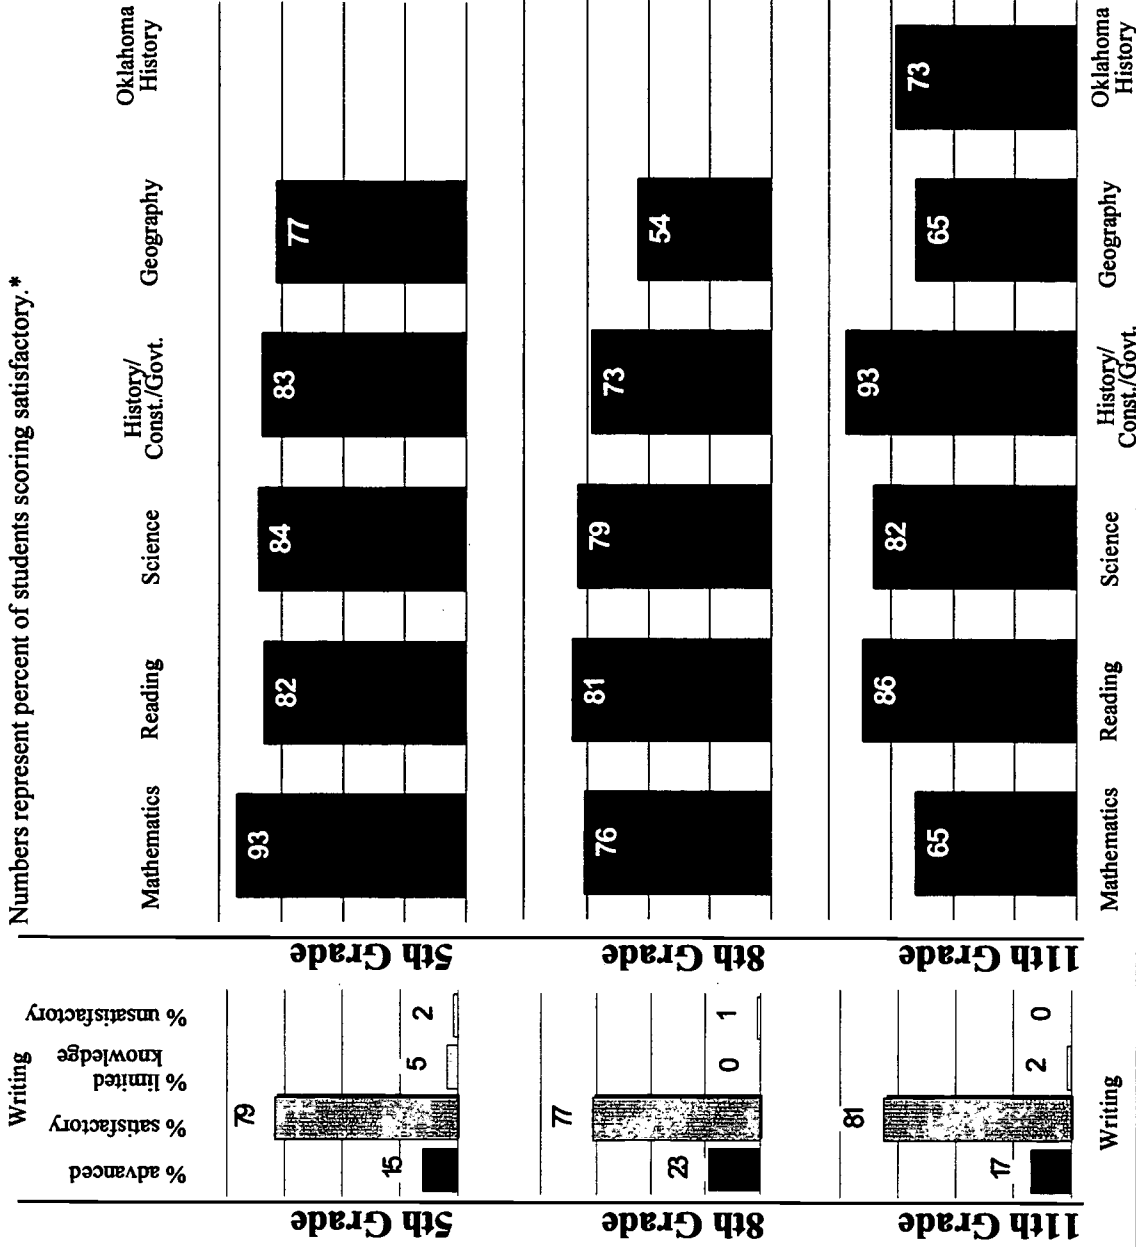 Numbers represent percent of students scoring satisfactory.*
Writing
% advanced
% satisfactory
% limited
knowledge
% unsatisfactory
Mathematics
Reading
Science
History/
Const./Govt.
Geography
Oklahoma
History
5th Grade
15
79
5
2
5th Grade
93
82
84
83
77
8th Grade
23
77
0
1
8th Grade
76
81
79
73
54
11th Grade
17
81
2
0
11th Grade
65
86
82
93
65
73
Writing
Mathematics
Reading
Science
History/
Const./Govt.
Geography
Oklahoma
History